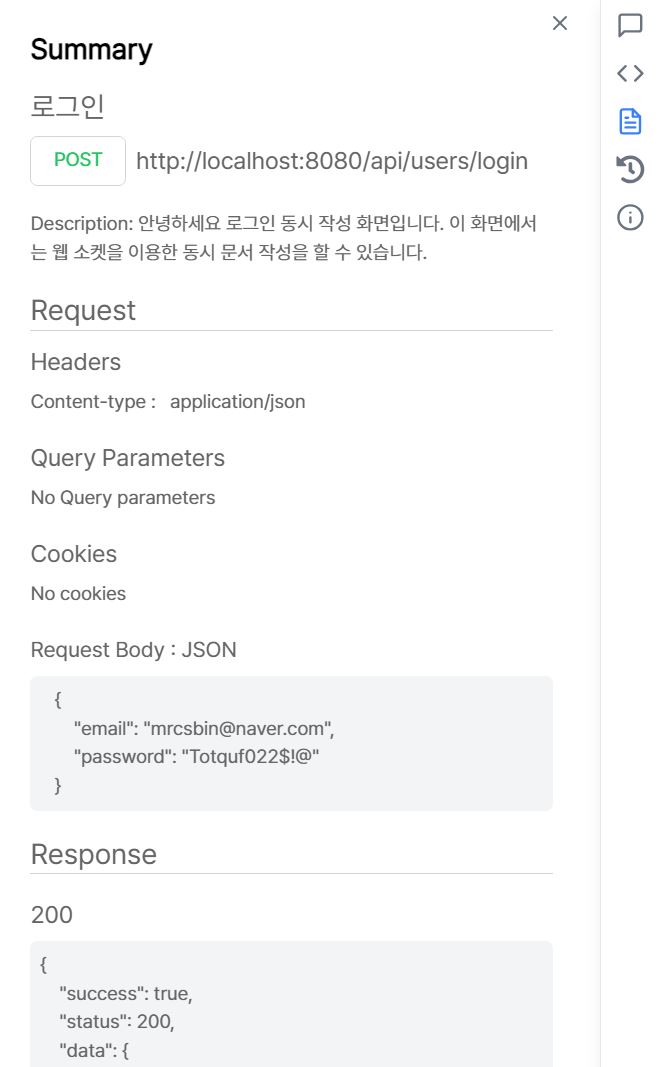 Summary
로그인
POST http://localhost:8080/api/users/login
Description: 안녕하세요 로그인 동시 작성 화면입니다. 이 화면에서
는 웹 소켓을 이용한 동시 문서 작성을 할 수 있습니다.
Request
Headers
Content-type : application/json
Query Parameters
No Query parameters
Cookies
No cookies
Request Body : JSON
{
"email": "mrcsbin@naver.com",
"password": "Totquf022$!@"
}
Response
200
{
"success": true,
"status": 200,
"data": {